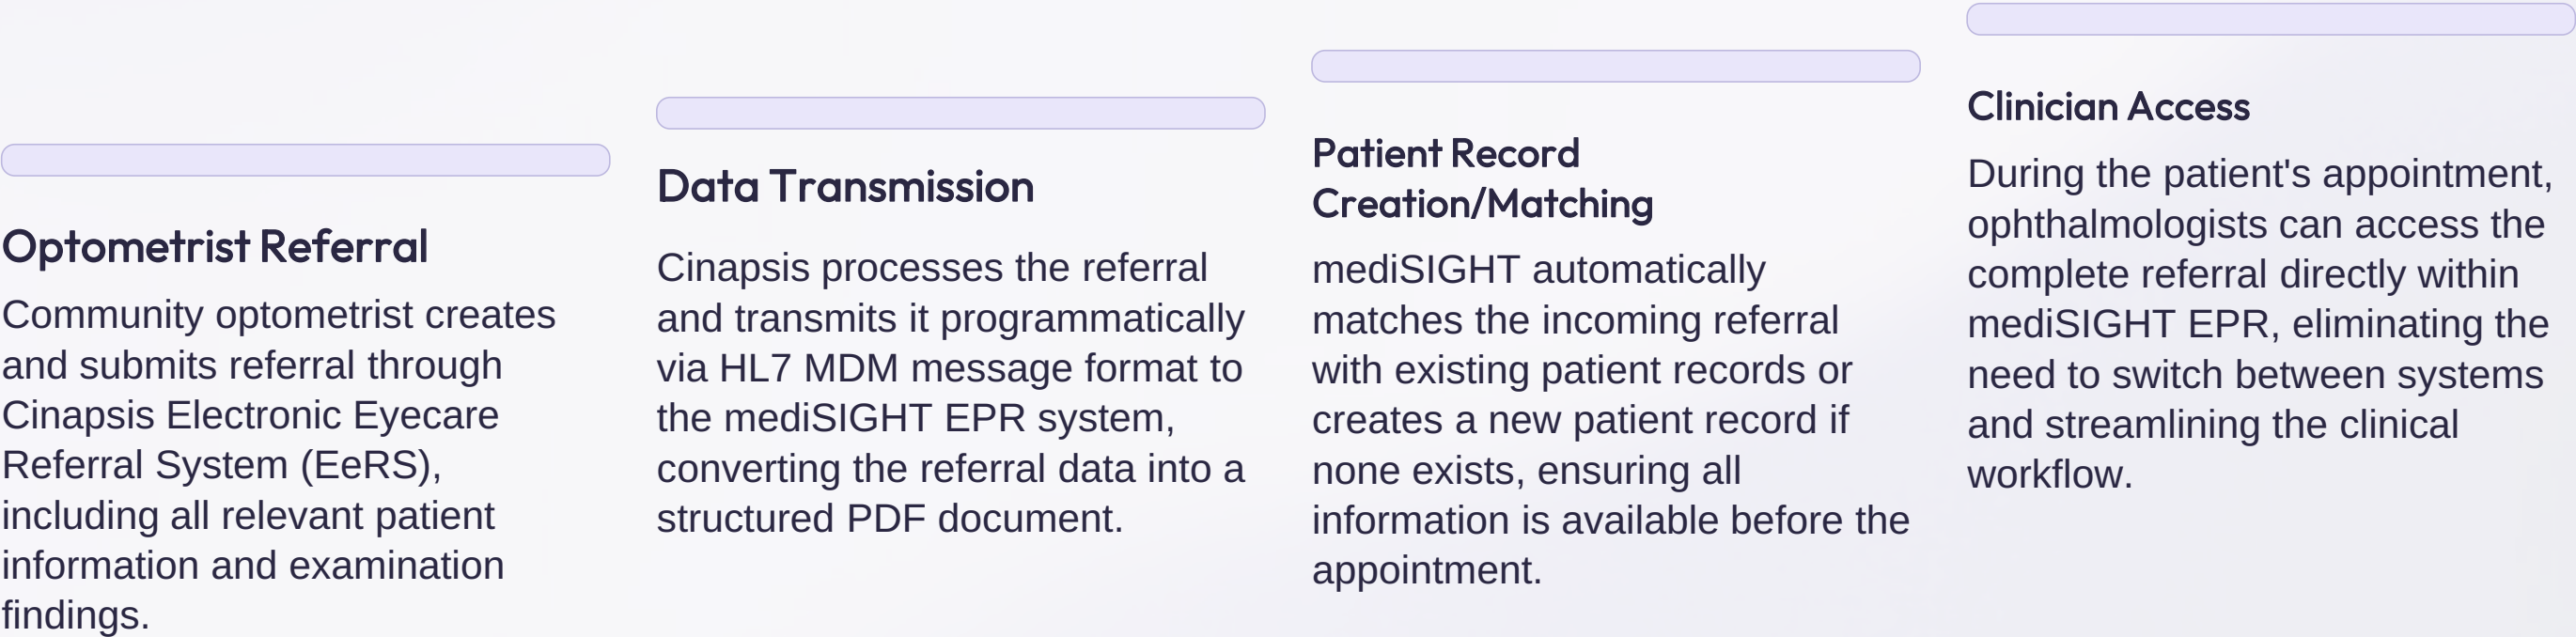 Optometrist Referral
Community optometrist creates
and submits referral through
Cinapsis Electronic Eyecare
Referral System (EeRS),
including all relevant patient
information and examination
findings.
Data Transmission
Cinapsis processes the referral
and transmits it programmatically
via HL7 MDM message format to
the mediSIGHT EPR system,
converting the referral data into a
structured PDF document.
Patient Record
Creation/Matching
mediSIGHT automatically
matches the incoming referral
with existing patient records or
creates a new patient record if
none exists, ensuring all
information is available before the
appointment.
Clinician Access
During the patient's appointment,
ophthalmologists can access the
complete referral directly within
mediSIGHT EPR, eliminating the
need to switch between systems
and streamlining the clinical
workflow.